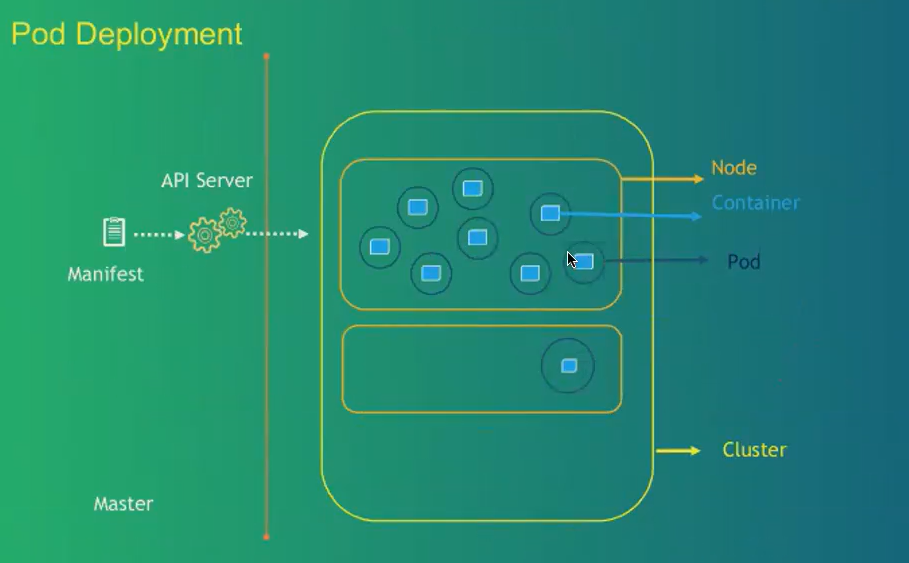 Pod Deployment
API Server
Manifest
Master
Node
Container
Pod
Cluster